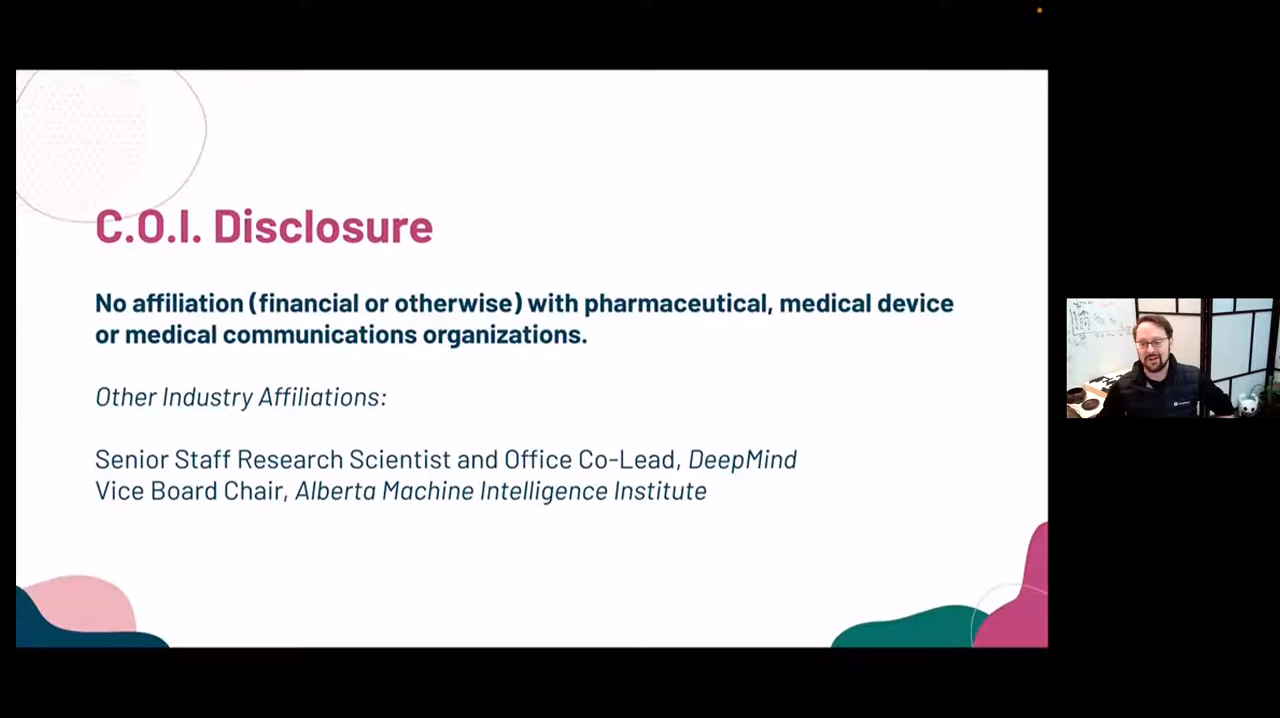 C.O.I. Disclosure
No affiliation (financial or otherwise) with pharmaceutical, medical device
or medical communications organizations.
Other Industry Affiliations:
Senior Staff Research Scientist and Office Co-Lead, DeepMind
Vice Board Chair, Alberta Machine Intelligence Institute